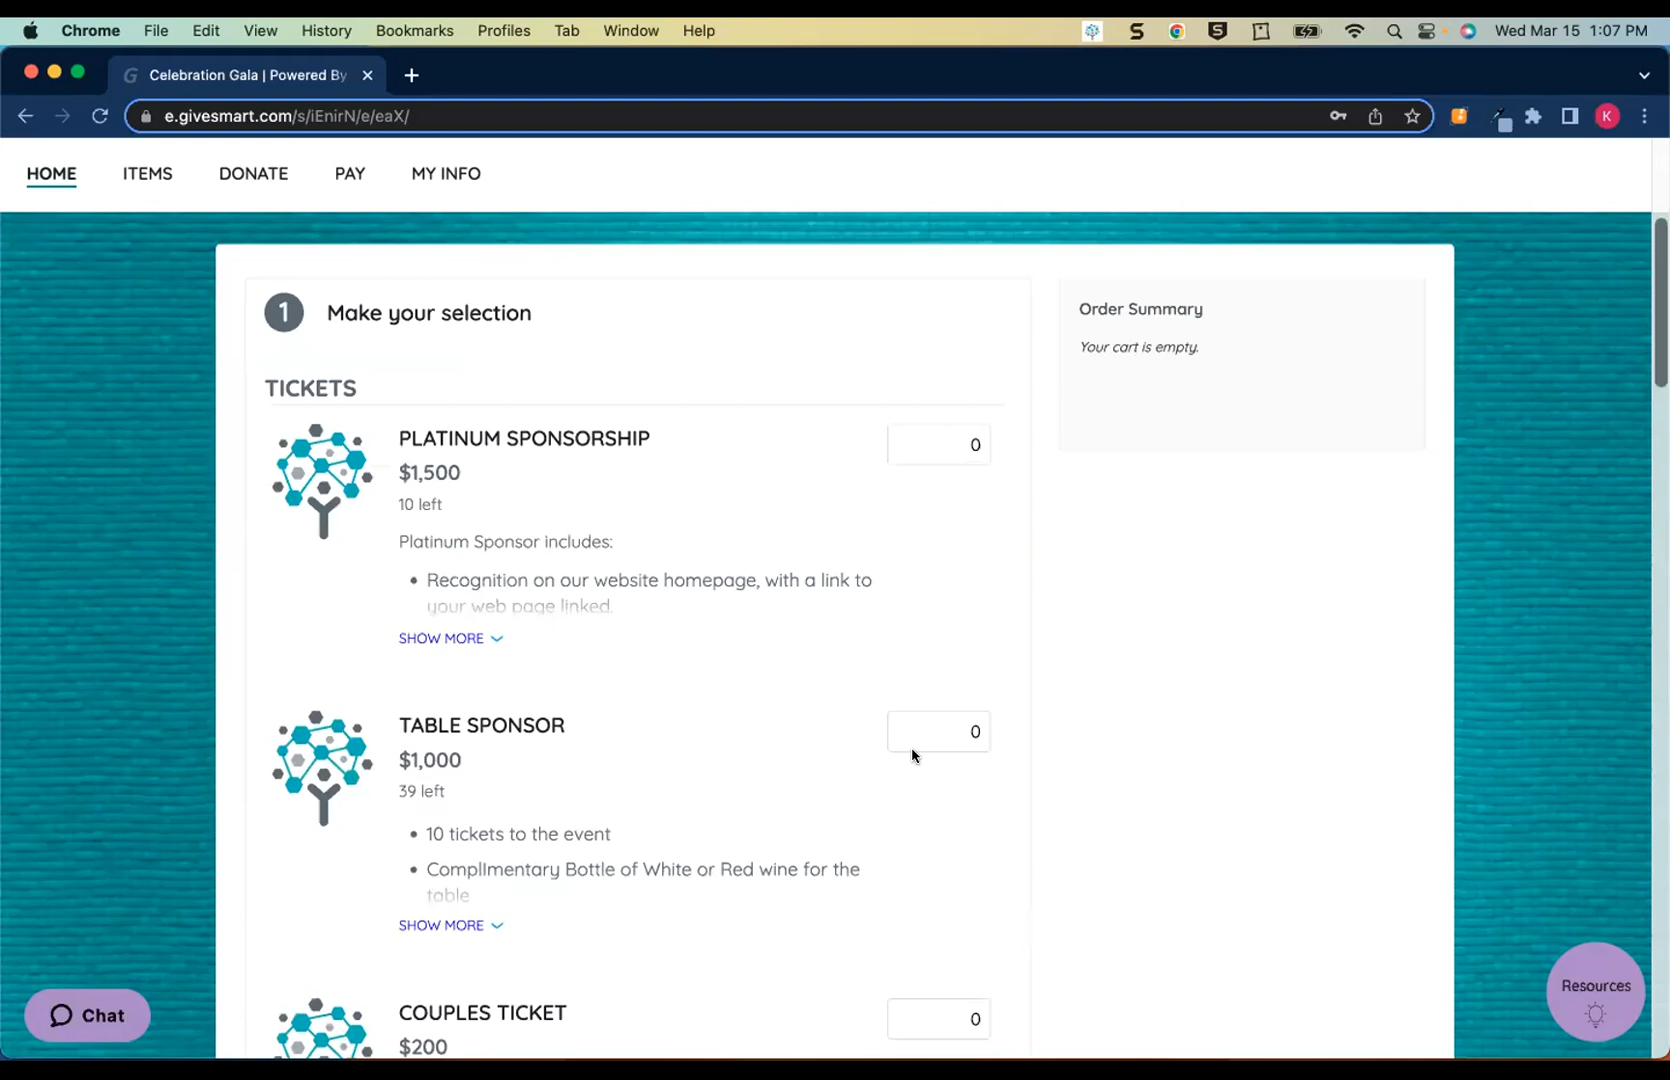 Chrome File Edit View History Bookmarks Profiles Tab Window Help Wed Mar 15 1:07 PM
Celebration Gala | Powered By
e.givesmart.com/s/iEnirN/e/eaX/
K
HOME ITEMS DONATE PAY MY INFO
1 Make your selection
TICKETS
PLATINUM SPONSORSHIP
0
$1,500
10 left
Platinum Sponsor includes:
• Recognition on our website homepage, with a link to
your web page linked.
SHOW MORE
TABLE SPONSOR
0
$1,000
39 left
• 10 tickets to the event
• Complimentary Bottle of White or Red wine for the
table
SHOW MORE
COUPLES TICKET
0
$200
Order Summary
Your cart is empty.
Chat
Resources